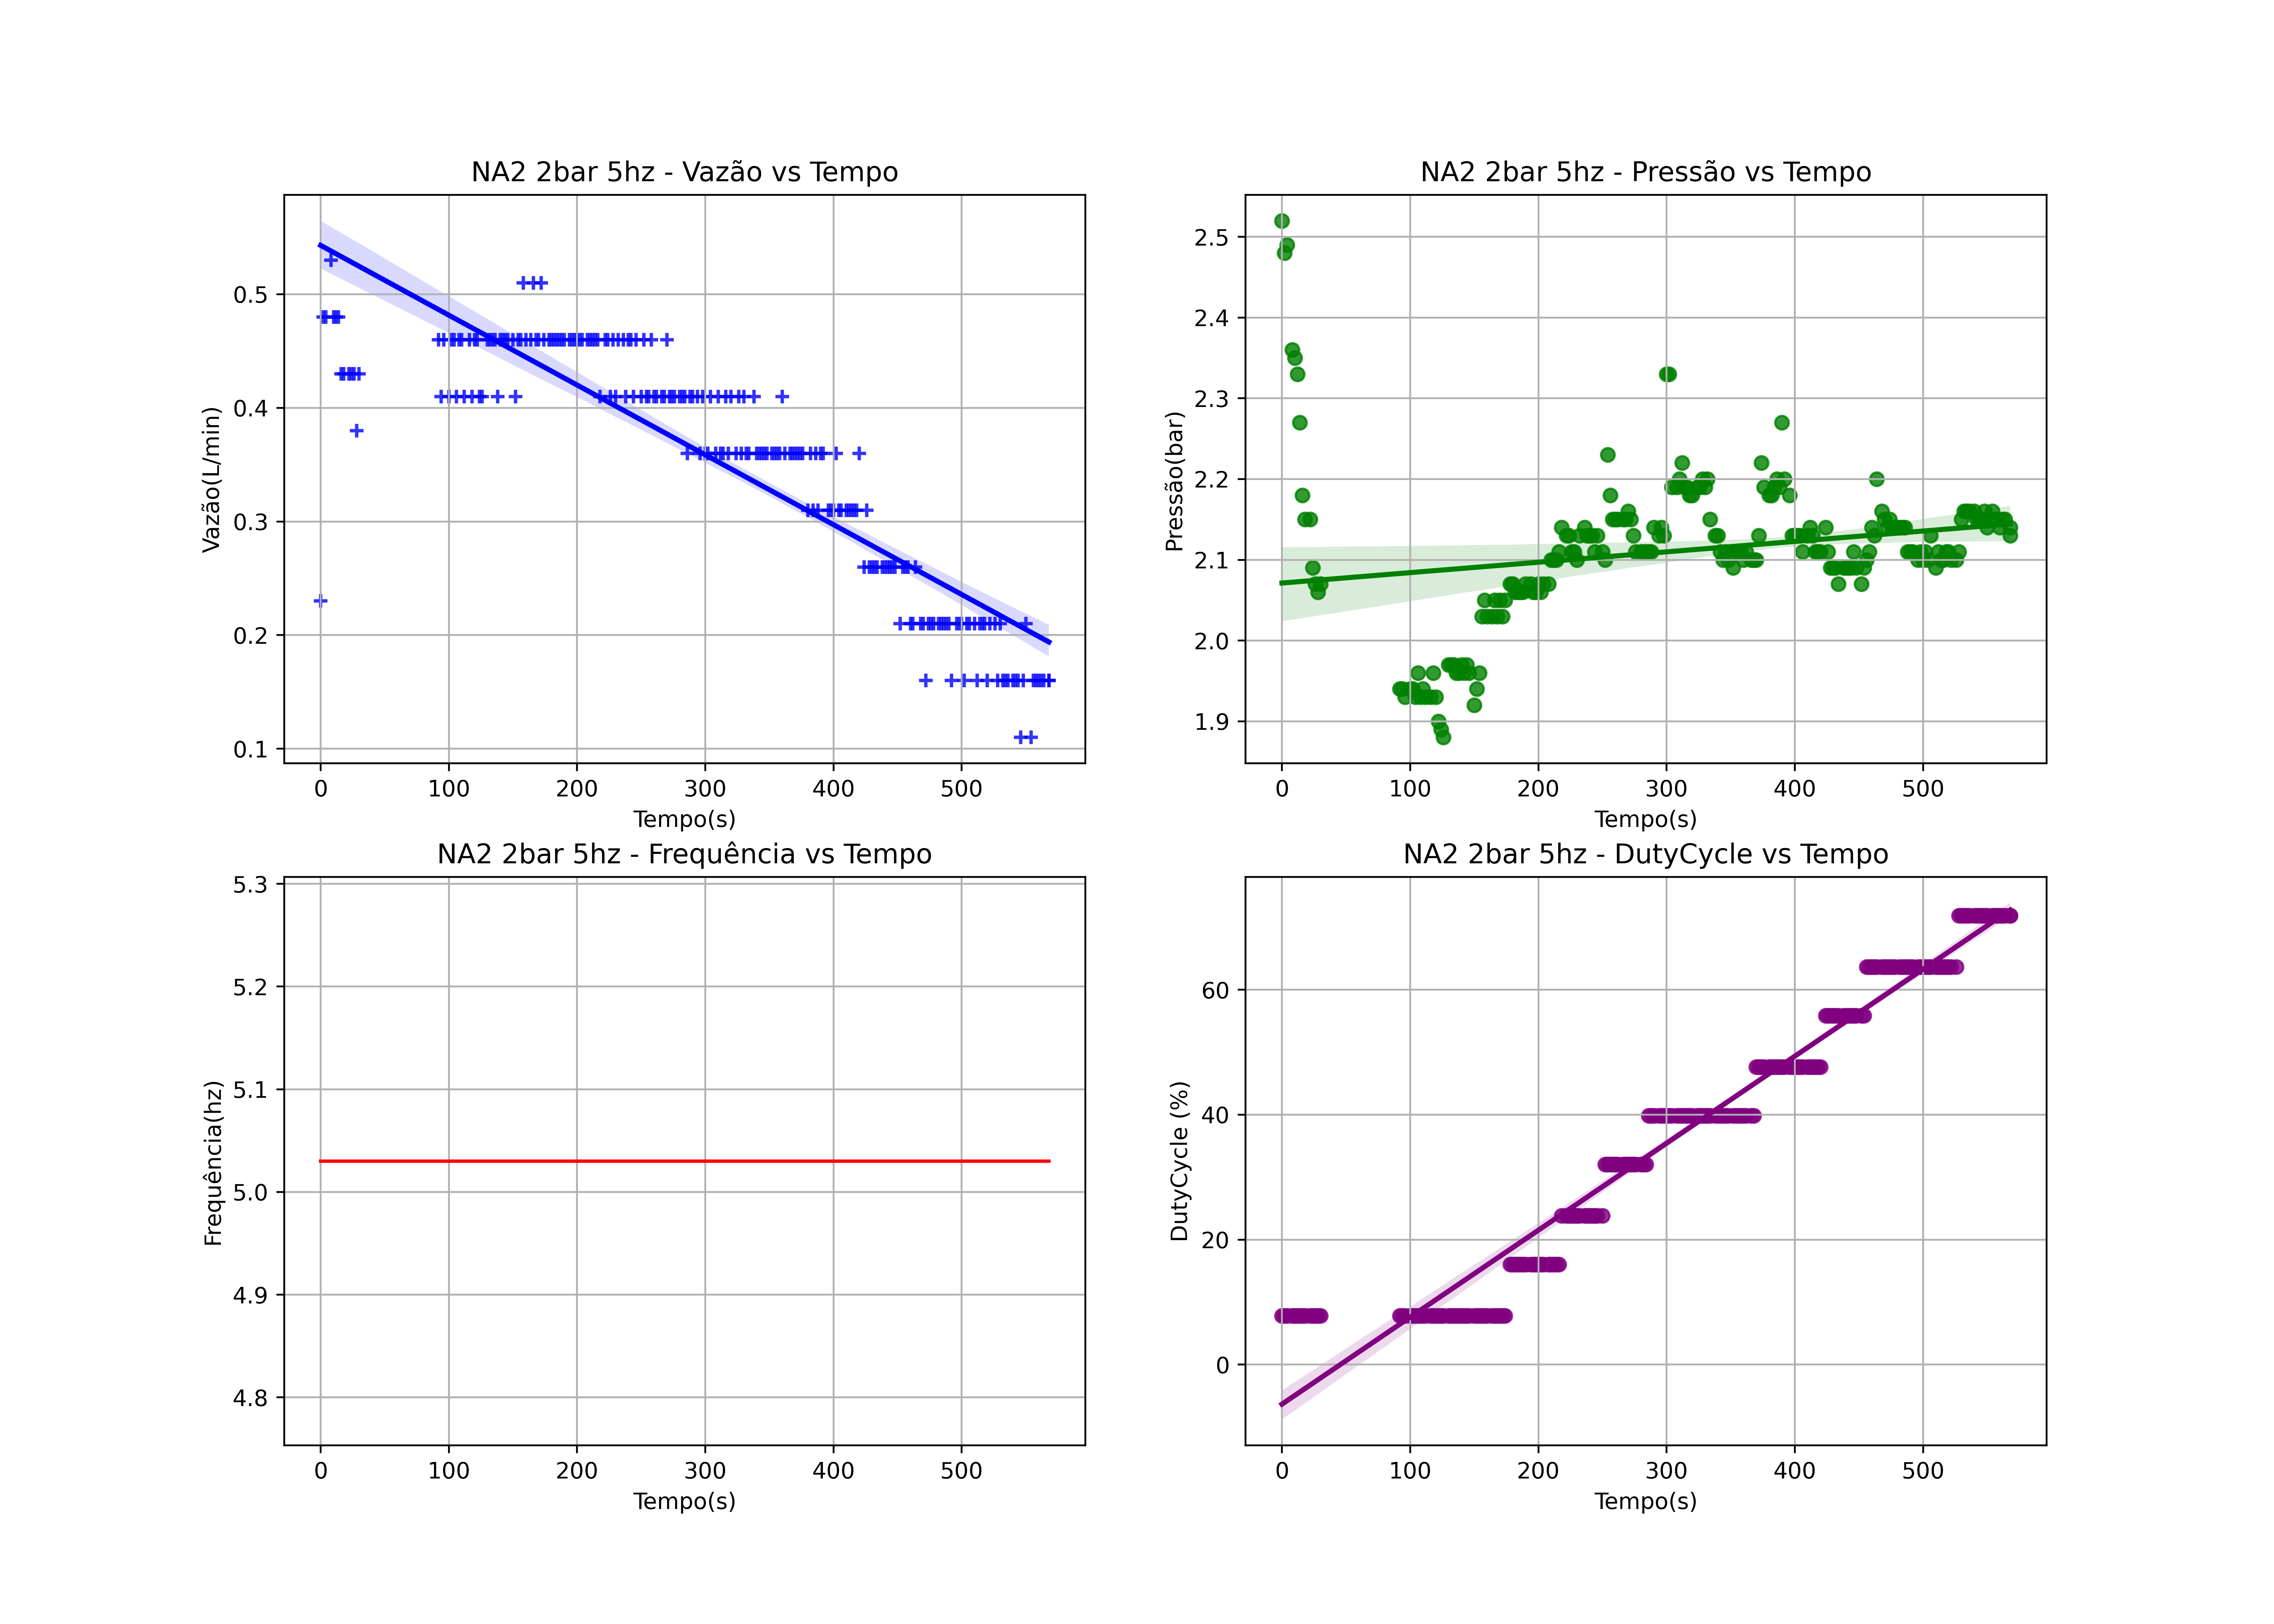 NA2 2bar 5hz - Vazão vs Tempo
Vazão(L/min)
0.5
0.4
0.3
0.2
0.1
0 100 200 300 400 500
Tempo(s)
NA2 2bar 5hz - Pressão vs Tempo
Pressão(bar)
2.5
2.4
2.3
2.2
2.1
2.0
1.9
0 100 200 300 400 500
Tempo(s)
NA2 2bar 5hz - Frequência vs Tempo
Frequência(hz)
5.3
5.2
5.1
5.0
4.9
4.8
0 100 200 300 400 500
Tempo(s)
NA2 2bar 5hz - DutyCycle vs Tempo
DutyCycle (%)
60
40
20
0
0 100 200 300 400 500
Tempo(s)